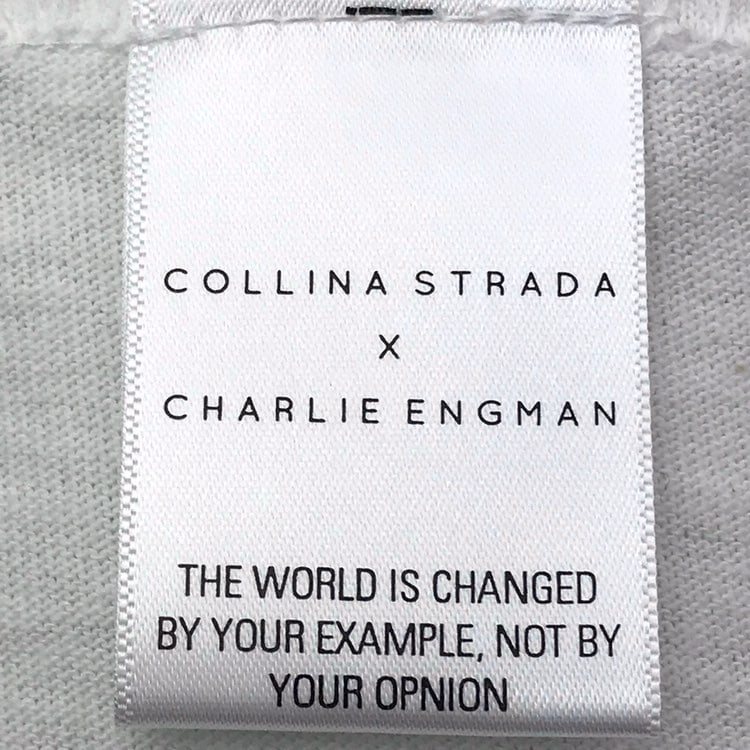 COLLINA STRADA
X
CHARLIE ENGMAN
THE WORLD IS CHANGED
BY YOUR EXAMPLE, NOT BY
YOUR OPNION